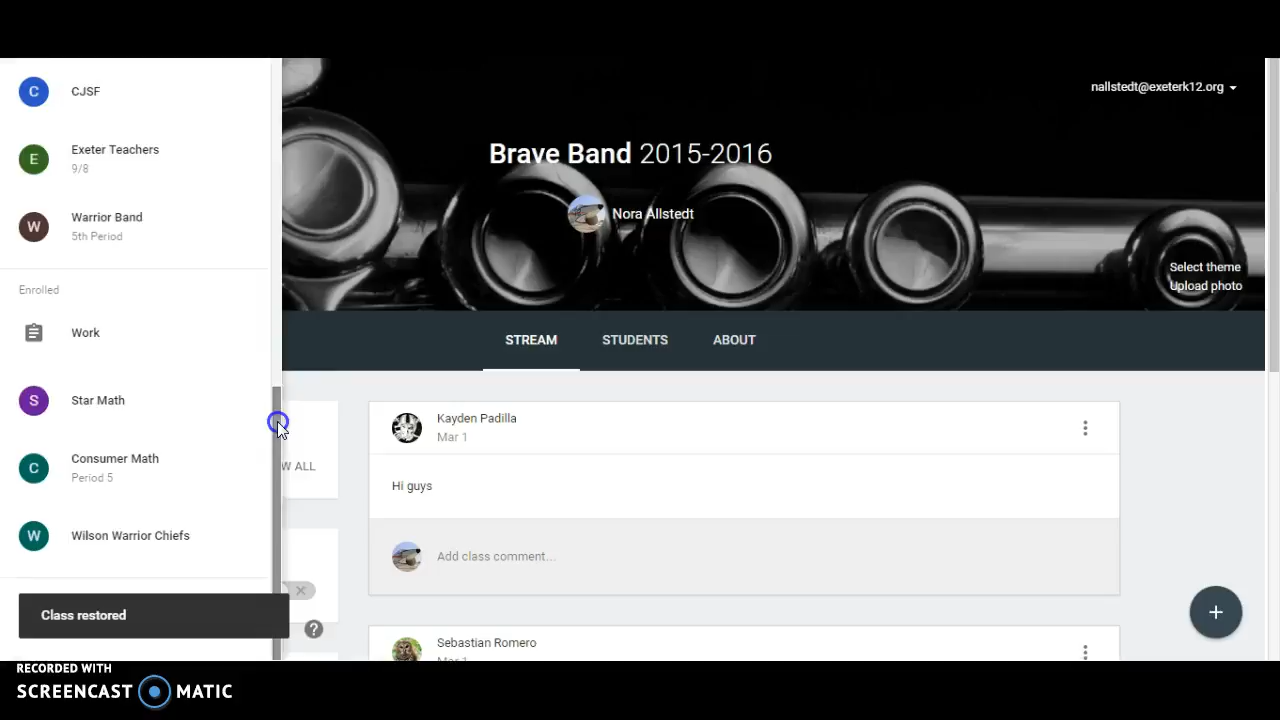 C CJSF
E Exeter Teachers
9/8
W Warrior Band
5th Period
Enrolled
Work
S Star Math
C Consumer Math
Period 5
W Wilson Warrior Chiefs
Class restored
?
nallstedt@exeterk12.org
Brave Band 2015-2016
Nora Allstedt
Select theme
Upload photo
STREAM STUDENTS ABOUT
W ALL
Kayden Padilla
Mar 1
Hi guys
Add class comment...
Sebastian Romero
Mar 1
+
RECORDED WITH
SCREENCAST MATIC